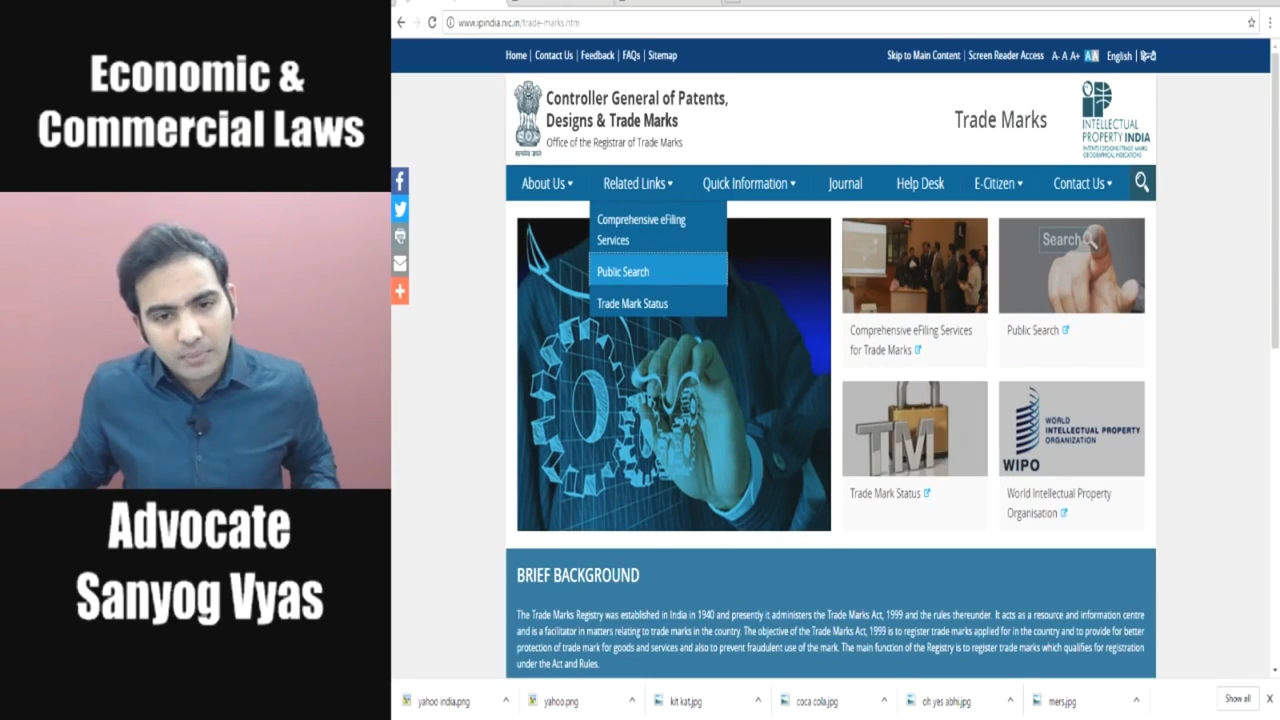 Economic &
Commercial Laws
Advocate
Sanyog Vyas
www.ipindia.nic.in/trade-marks.htm
Home | Contact Us | Feedback | FAQs | Sitemap
Skip to Main Content | Screen Reader Access A- A A+ A A English | हिन्दी
Controller General of Patents,
Designs & Trade Marks
Office of the Registrar of Trade Marks
सत्यमेव जयते
Trade Marks
INTELLECTUAL
PROPERTY INDIA
PATENTS | DESIGNS | TRADE MARKS
GEOGRAPHICAL INDICATIONS
About Us
Related Links
Quick Information
Journal
Help Desk
E-Citizen
Contact Us
Comprehensive eFiling
Services
Public Search
Trade Mark Status
Search
Comprehensive eFiling Services
for Trade Marks
Public Search
TM
WORLD
INTELLECTUAL PROPERTY
ORGANIZATION
WIPO
Trade Mark Status
World Intellectual Property
Organisation
BRIEF BACKGROUND
The Trade Marks Registry was established in India in 1940 and presently it administers the Trade Marks Act, 1999 and the rules thereunder. It acts as a resource and information centre
and is a facilitator in matters relating to trade marks in the country. The objective of the Trade Marks Act, 1999 is to register trade marks applied for in the country and to provide for better
protection of trade mark for goods and services and also to prevent fraudulent use of the mark. The main function of the Registry is to register trade marks which qualifies for registration
under the Act and Rules.
yahoo india.png
yahoo.png
kit kat.jpg
coca cola.jpg
oh yes abhi.jpg
mers.jpg
Show all